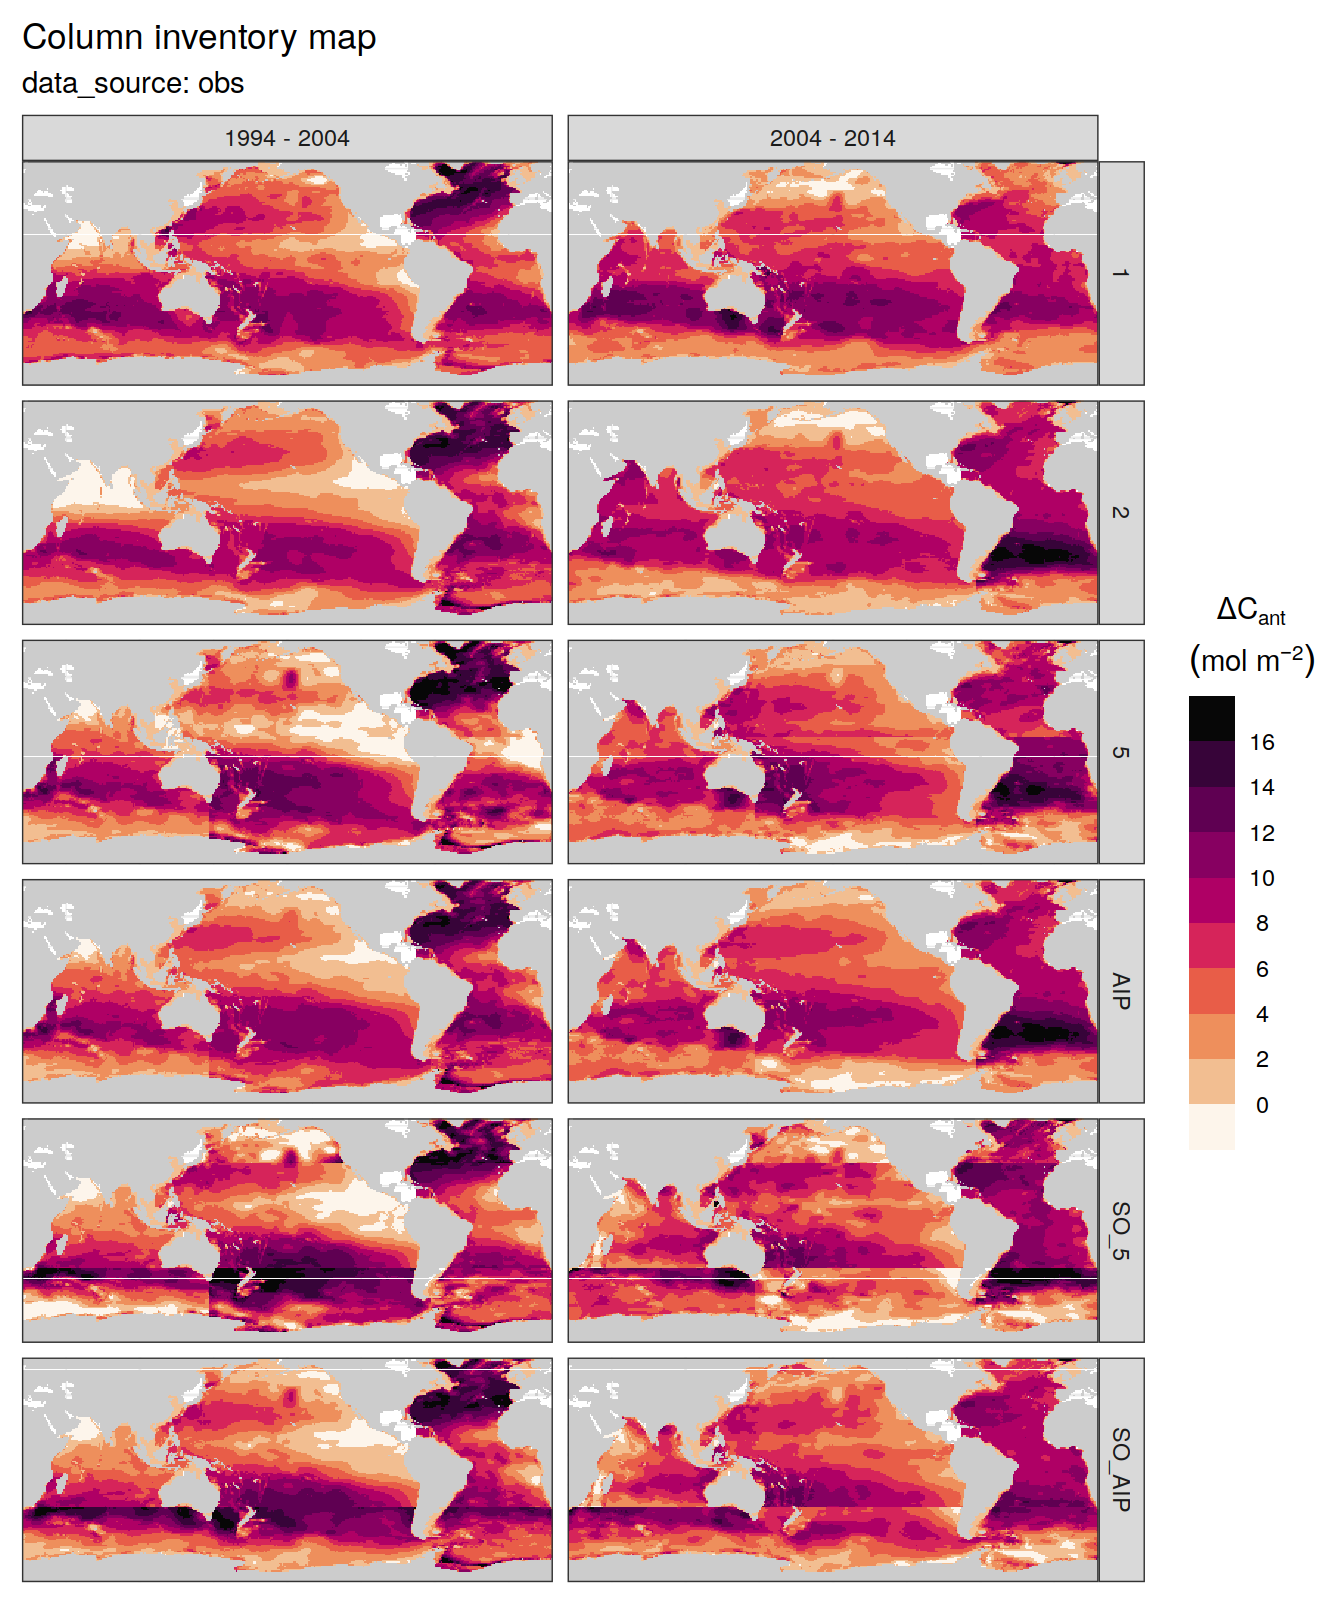 Column inventory map
data_source: obs
1994 - 2004
2004 - 2014
1
2
5
AIP
SO_5
SO_AIP
ΔCant
(mol m−2)
16
14
12
10
8
6
4
2
0